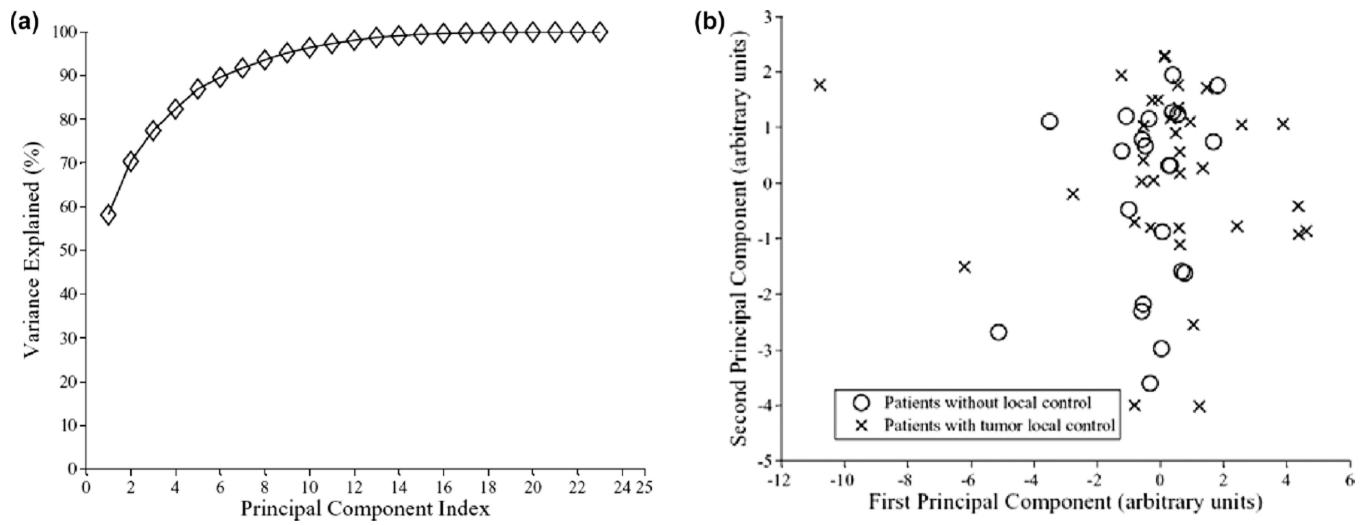 (a)
100
90
80
70
60
50
40
30
20
10
0
Variance Explained (%)
0 2 4 6 8 10 12 14 16 18 20 22 24 25
Principal Component Index
(b)
3
2
1
0
-1
-2
-3
-4
-5
Second Principal Component (arbitrary units)
Patients without local control
Patients with tumor local control
-12 -10 -8 -6 -4 -2 0 2 4 6
First Principal Component (arbitrary units)